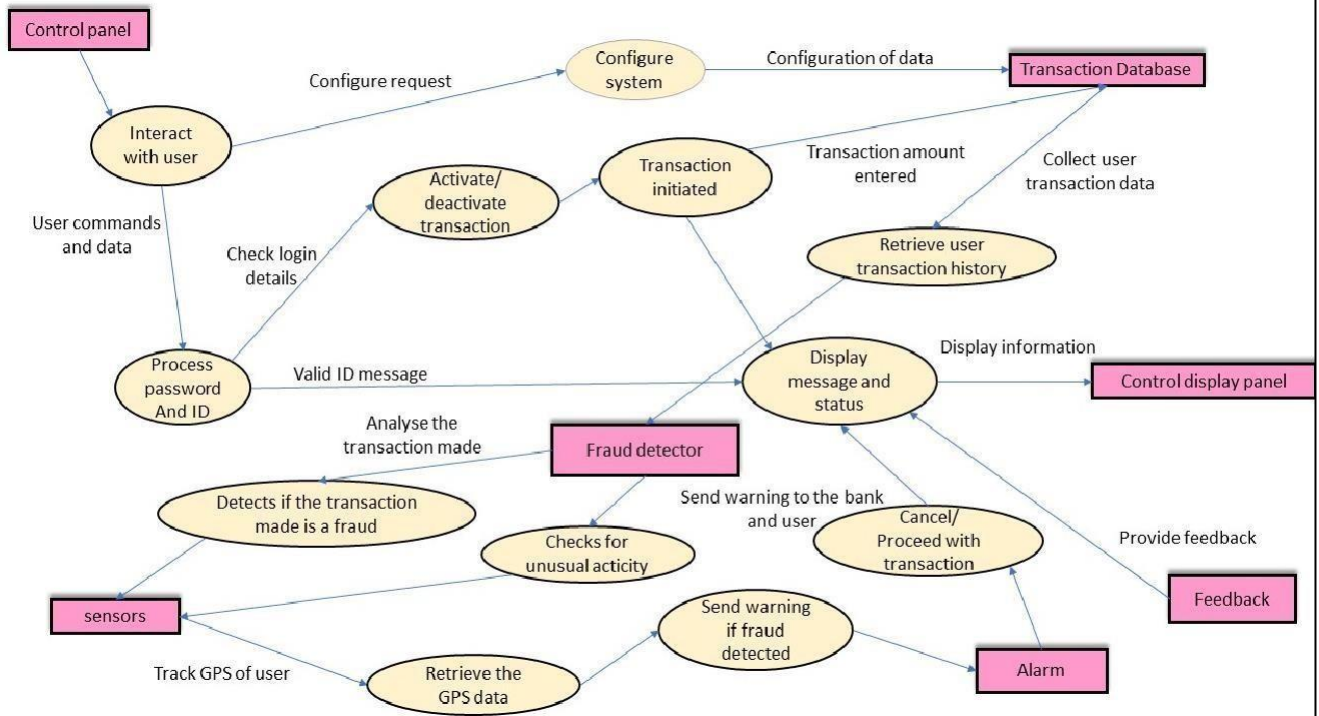 Control panel
Configure
system
Configuration of data
Transaction Database
Configure request
Interact
with user
Transaction amount
entered
Collect user
transaction data
Transaction
initiated
Activate/
deactivate
transaction
User commands
and data
Check login
details
Retrieve user
transaction history
Process
password
And ID
Valid ID message
Display
message and
status
Display information
Control display panel
Analyse the
transaction made
Fraud detector
Detects if the transaction
made is a fraud
Send warning to the bank
and user
Cancel/
Proceed with
transaction
Provide feedback
Checks for
unusual acticity
Feedback
sensors
Send warning
if fraud
detected
Track GPS of user
Retrieve the
GPS data
Alarm